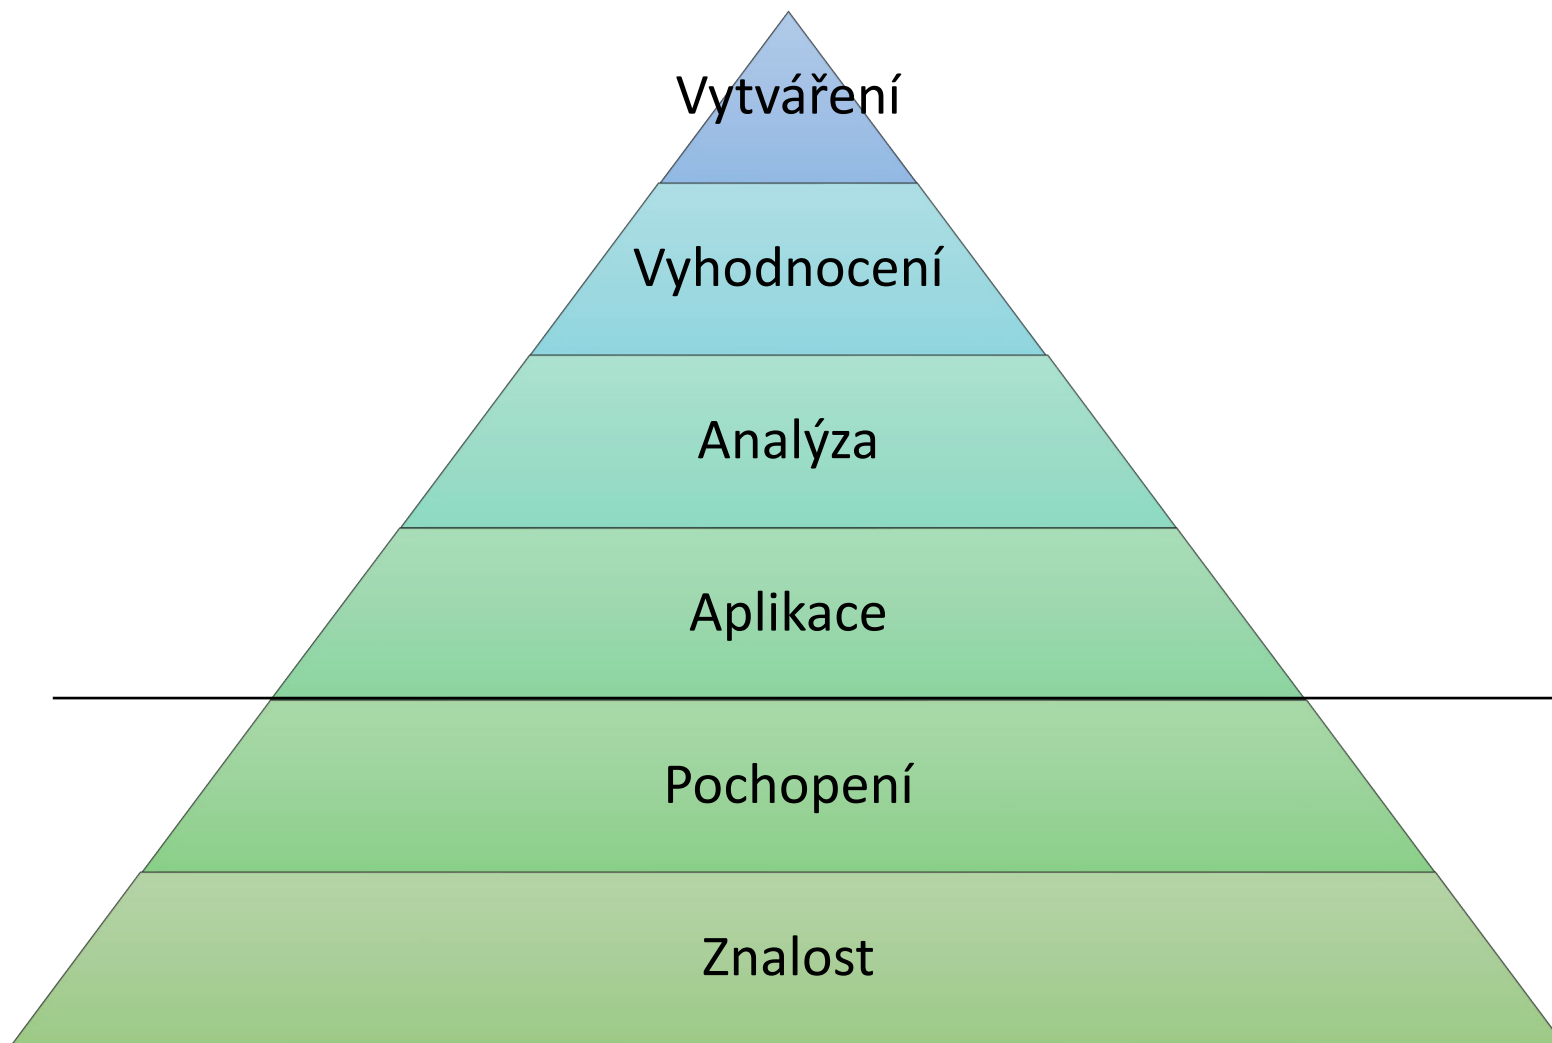 Vytváření
Vyhodnocení
Analýza
Aplikace
Pochopení
Znalost